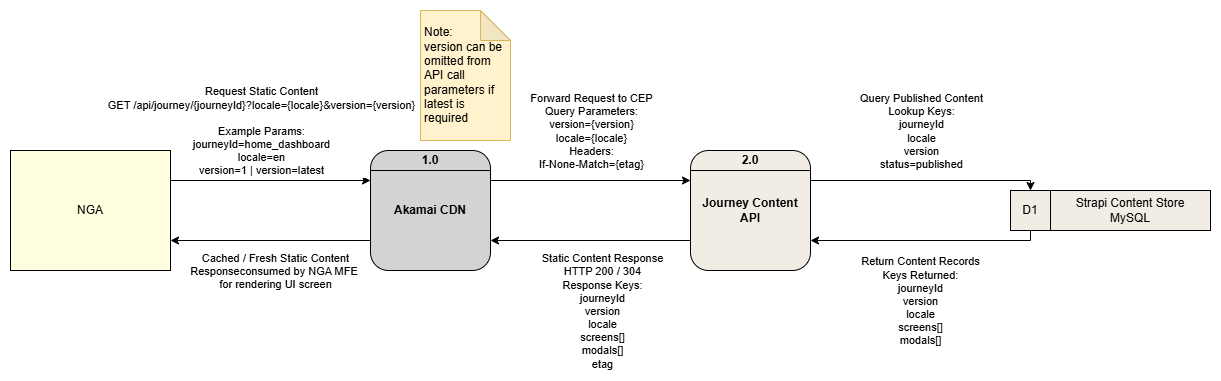 Note:
version can be
omitted from
API call
parameters if
latest is
required
Request Static Content
GET /api/journey/{journeyId}?locale={locale}&version={version}
Example Params:
journeyId=home_dashboard
locale=en
version=1 | version=latest
Forward Request to CEP
Query Parameters:
version={version}
locale={locale}
Headers:
If-None-Match={etag}
Query Published Content
Lookup Keys:
journeyId
locale
version
status=published
NGA
1.0
Akamai CDN
2.0
Journey Content
API
D1
Strapi Content Store
MySQL
Cached / Fresh Static Content
Responseconsumed by NGA MFE
for rendering UI screen
Static Content Response
HTTP 200 / 304
Response Keys:
journeyId
version
locale
screens[]
modals[]
etag
Return Content Records
Keys Returned:
journeyId
version
locale
screens[]
modals[]